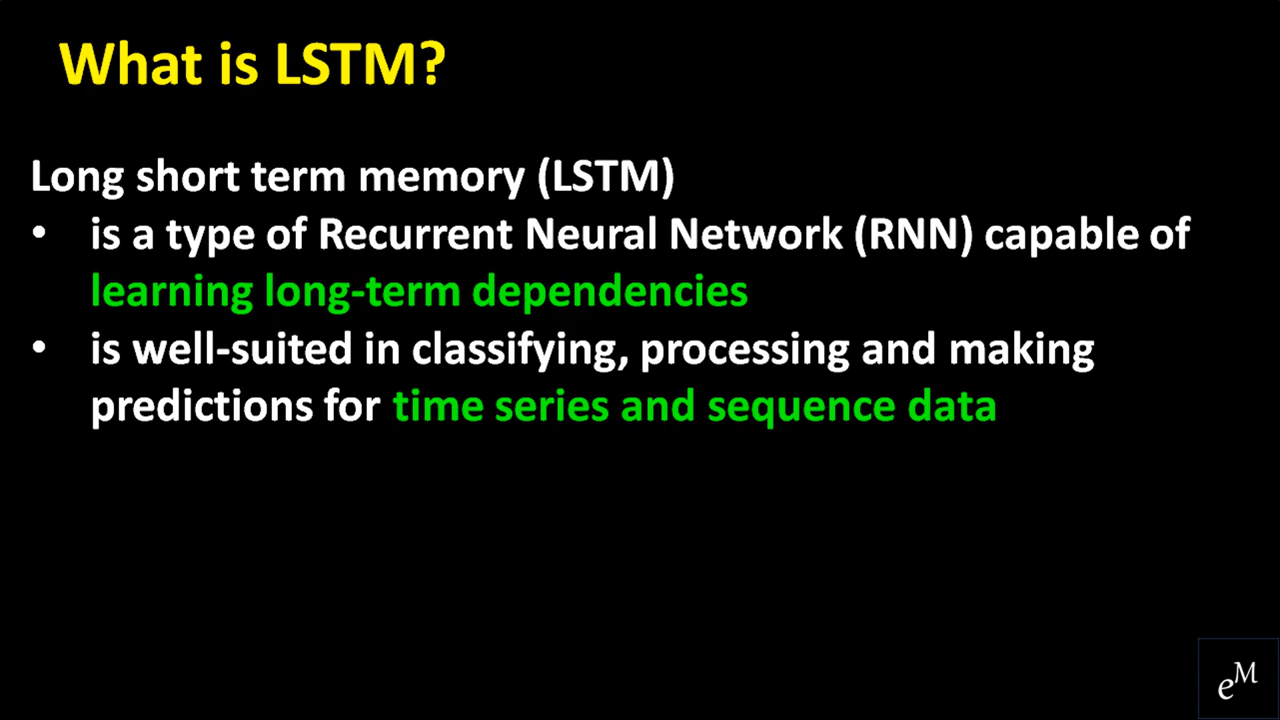 What is LSTM?
Long short term memory (LSTM)
• is a type of Recurrent Neural Network (RNN) capable of
learning long-term dependencies
• is well-suited in classifying, processing and making
predictions for time series and sequence data
eM